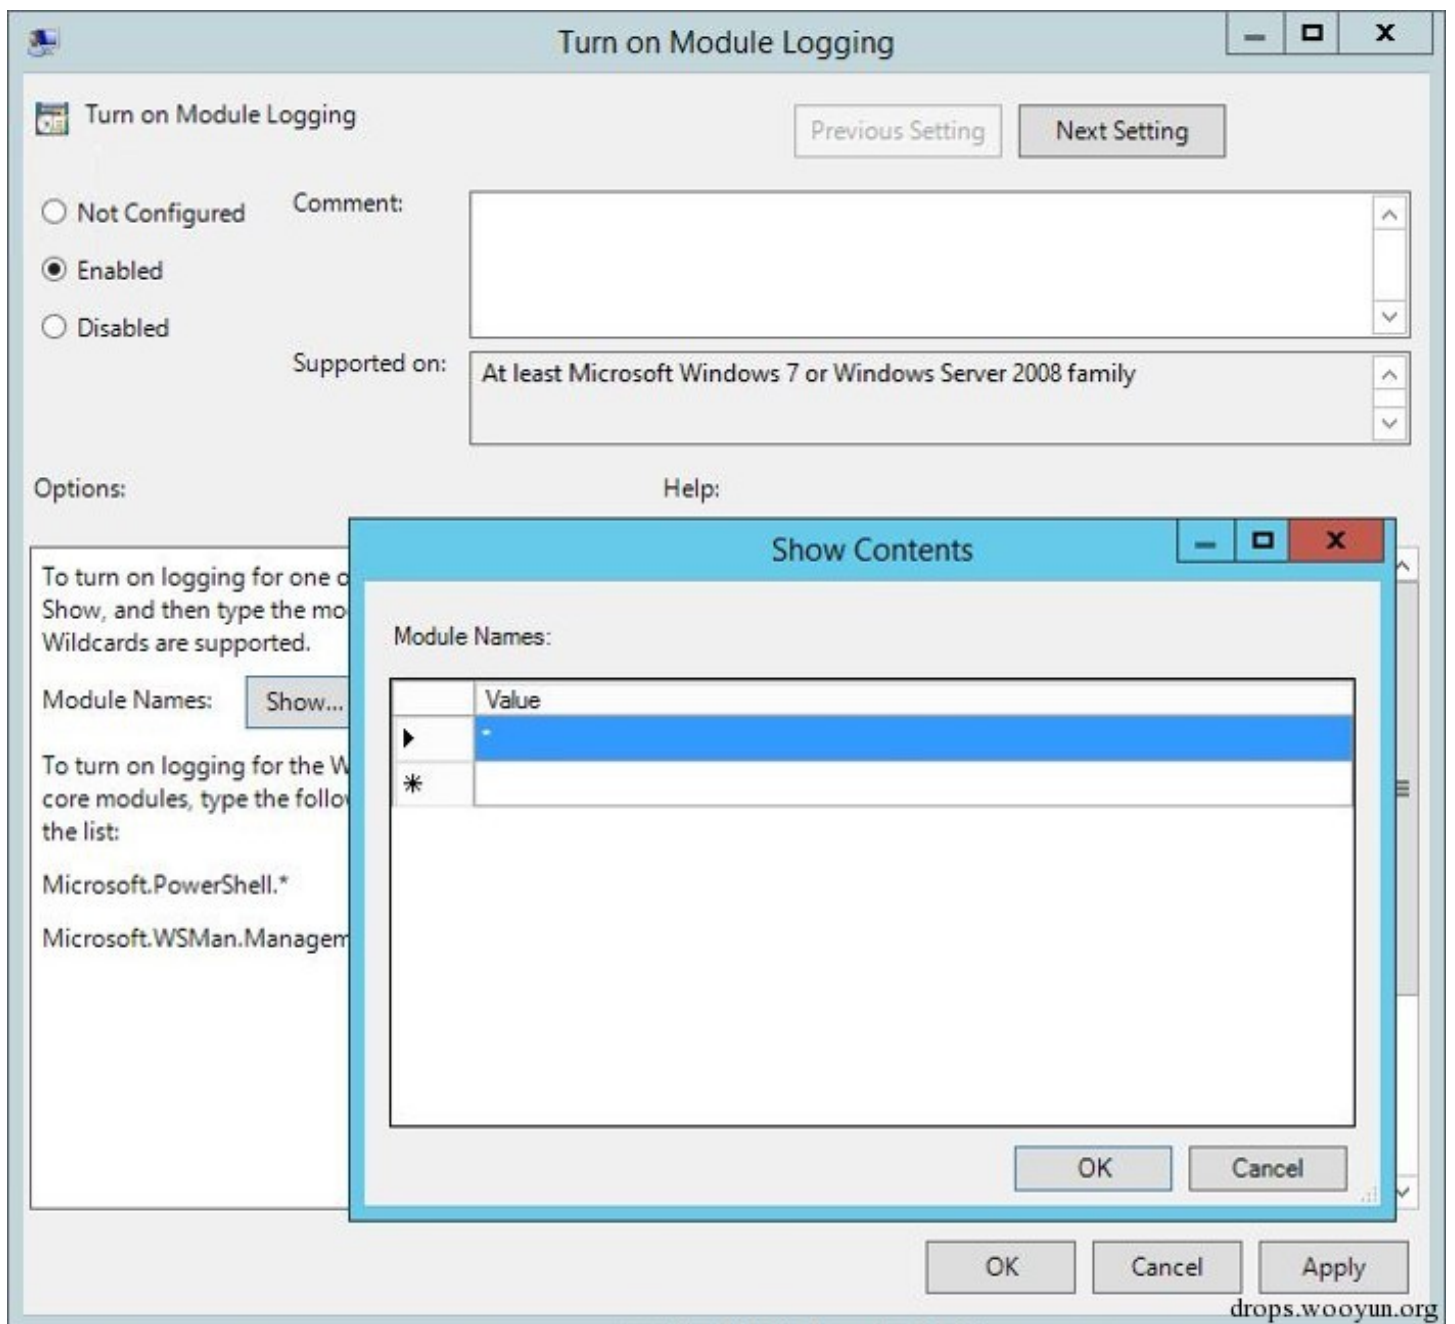 Turn on Module Logging
Turn on Module Logging
Previous Setting
Next Setting
Not Configured
Comment:
Enabled
Disabled
Supported on:
At least Microsoft Windows 7 or Windows Server 2008 family
Options:
Help:
Show Contents
To turn on logging for one o
Show, and then type the mo
Wildcards are supported.
Module Names:
Show...
To turn on logging for the W
core modules, type the follo
the list:
Microsoft.PowerShell.*
Microsoft.WSMan.Managem
Module Names:
Value
*
OK
Cancel
OK
Cancel
Apply
drops.wooyun.org